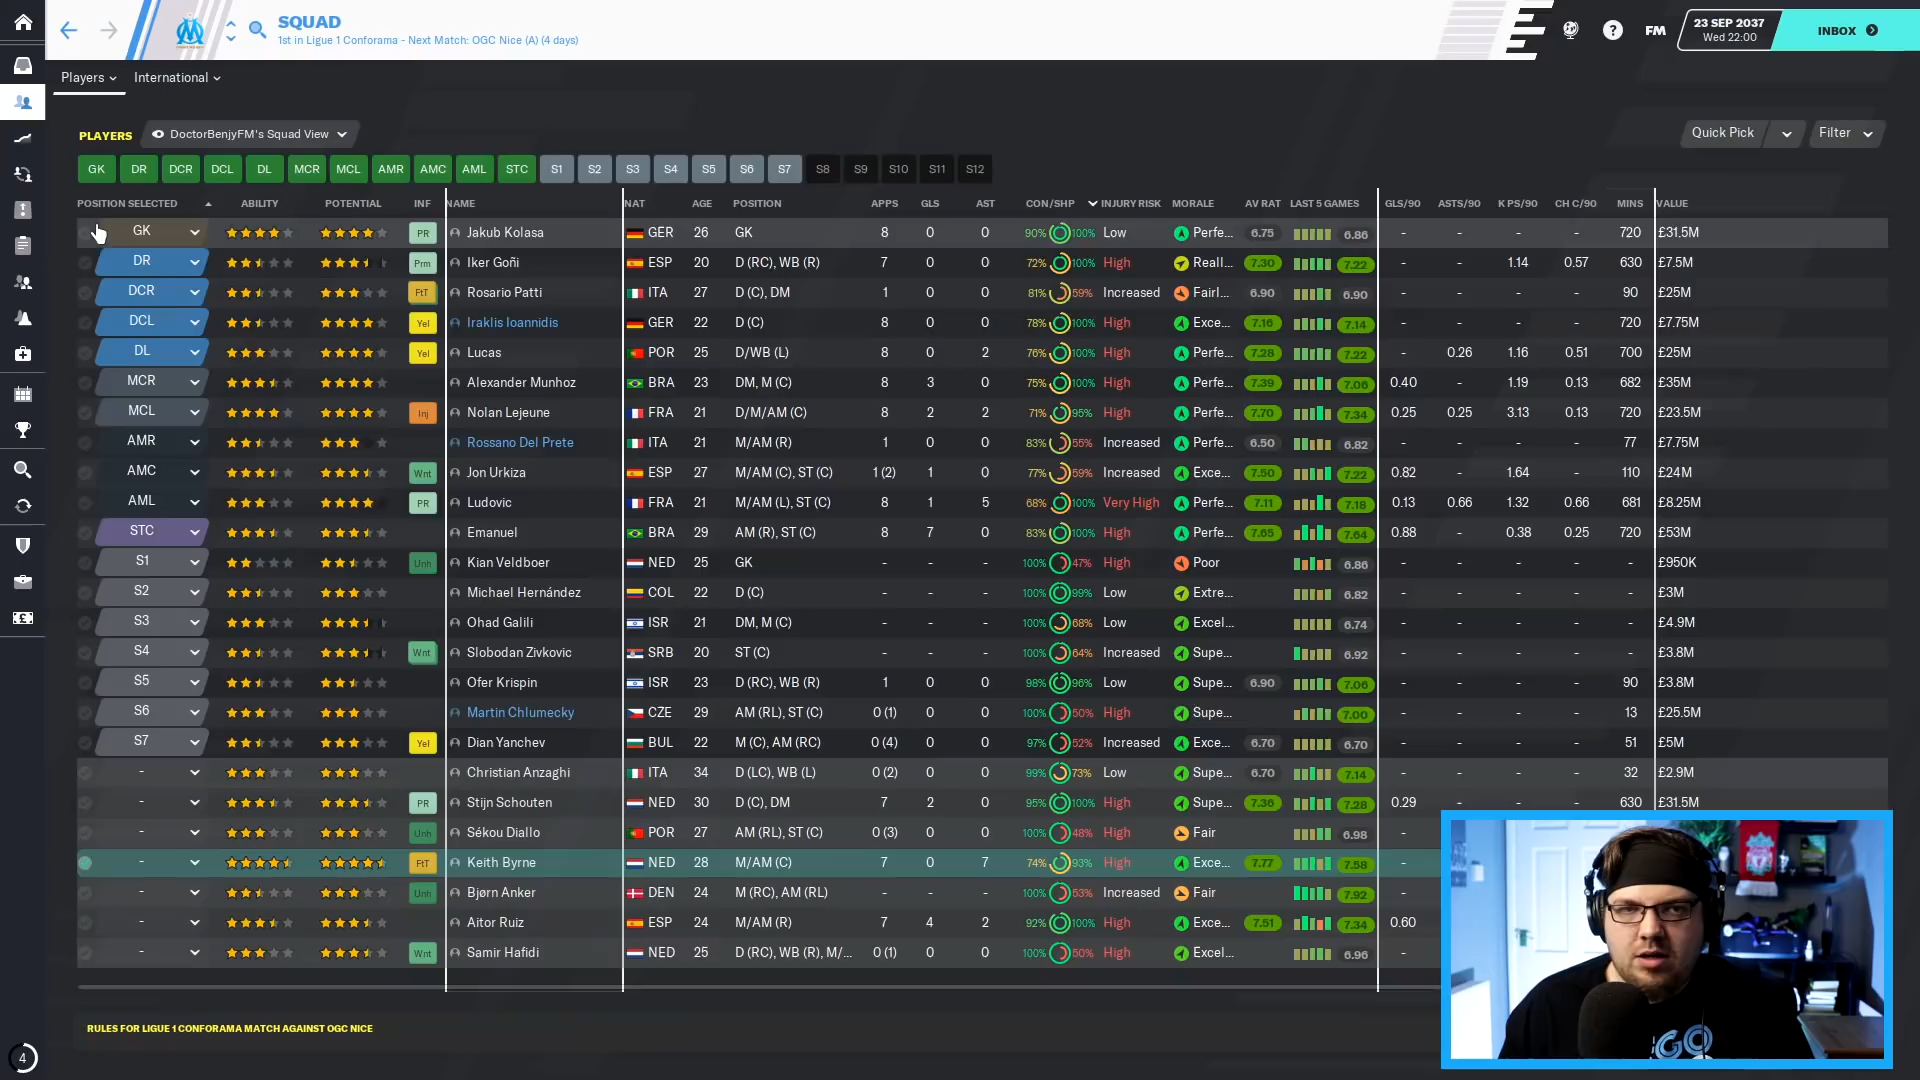 SQUAD
1st in Ligue 1 Conforama - Next Match: OGC Nice (A) (4 days)
FM
23 SEP 2037
Wed 22:00
INBOX
Players International
PLAYERS DoctorBenjyFM's Squad View Quick Pick Filter
GK DR DCR DCL DL MCR MCL AMR AMC AML STC S1 S2 S3 S4 S5 S6 S7 S8 S9 S10 S11 S12
POSITION SELECTED ABILITY POTENTIAL INF NAME NAT AGE POSITION APPS GLS AST CON/SHP INJURY RISK MORALE AV RAT LAST 5 GAMES GLS/90 ASTS/90 K PS/90 CH C/90 MINS VALUE
GK PR Jakub Kolasa GER 26 GK 8 0 0 90% 100% Low Perfe... 6.75 6.86 - - - - 720 £31.5M
DR Prm Iker Goñi ESP 20 D (RC), WB (R) 7 0 0 72% 100% High Reall... 7.30 7.22 - - 1.14 0.57 630 £7.5M
DCR FtT Rosario Patti ITA 27 D (C), DM 1 0 0 81% 59% Increased Fairl... 6.90 6.90 - - - - 90 £25M
DCL Yel Iraklis Ioannidis GER 22 D (C) 8 0 0 78% 100% High Exce... 7.16 7.14 - - - - 720 £7.75M
DL Yel Lucas POR 25 D/WB (L) 8 0 2 76% 100% High Perfe... 7.28 7.22 - 0.26 1.16 0.51 700 £25M
MCR Alexander Munhoz BRA 23 DM, M (C) 8 3 0 75% 100% High Perfe... 7.39 7.06 0.40 - 1.19 0.13 682 £35M
MCL Inj Nolan Lejeune FRA 21 D/M/AM (C) 8 2 2 71% 95% High Perfe... 7.70 7.34 0.25 0.25 3.13 0.13 720 £23.5M
AMR Rossano Del Prete ITA 21 M/AM (R) 1 0 0 83% 55% Increased Perfe... 6.50 6.82 - - - - 77 £7.75M
AMC Wnt Jon Urkiza ESP 27 M/AM (C), ST (C) 1 (2) 1 0 77% 59% Increased Exce... 7.50 7.22 0.82 - 1.64 - 110 £24M
AML PR Ludovic FRA 21 M/AM (L), ST (C) 8 1 5 68% 100% Very High Perfe... 7.11 7.18 0.13 0.66 1.32 0.66 681 £8.25M
STC Emanuel BRA 29 AM (R), ST (C) 8 7 0 83% 100% High Perfe... 7.65 7.64 0.88 - 0.38 0.25 720 £53M
S1 Unh Kian Veldboer NED 25 GK - - - 100% 47% High Poor 6.86 - - - - - £950K
S2 Michael Hernández COL 22 D (C) - - - 100% 99% Low Extre... 6.82 - - - - - £3M
S3 Ohad Galili ISR 21 DM, M (C) - - - 100% 68% Low Excel... 6.74 - - - - - £4.9M
S4 Wnt Slobodan Zivkovic SRB 20 ST (C) - - - 100% 64% Increased Supe... 6.92 - - - - - £3.8M
S5 Ofer Krispin ISR 23 D (RC), WB (R) 1 0 0 98% 96% Low Supe... 6.90 7.06 - - - - 90 £3.8M
S6 Martin Chlumecky CZE 29 AM (RL), ST (C) 0 (1) 0 0 100% 50% High Supe... 7.00 - - - - 13 £25.5M
S7 Yel Dian Yanchev BUL 22 M (C), AM (RC) 0 (4) 0 0 97% 52% Increased Exce... 6.70 6.70 - - - - 51 £5M
- Christian Anzaghi ITA 34 D (LC), WB (L) 0 (2) 0 0 99% 73% Low Supe... 6.70 7.14 - - - - 32 £2.9M
- PR Stijn Schouten NED 30 D (C), DM 7 2 0 95% 100% High Supe... 7.36 7.28 0.29 - - - 630 £31.5M
- Unh Sékou Diallo POR 27 AM (RL), ST (C) 0 (3) 0 0 100% 48% High Fair 6.98 -
- FtT Keith Byrne NED 28 M/AM (C) 7 0 7 74% 93% High Exce... 7.77 7.58 -
- Unh Bjørn Anker DEN 24 M (RC), AM (RL) - - - 100% 53% Increased Fair 7.92 -
- Aitor Ruiz ESP 24 M/AM (R) 7 4 2 92% 100% High Exce... 7.51 7.34 0.60
- Wnt Samir Hafidi NED 25 D (RC), WB (R), M/... 0 (1) 0 0 100% 50% High Excel... 6.96 -
RULES FOR LIGUE 1 CONFORAMA MATCH AGAINST OGC NICE
4